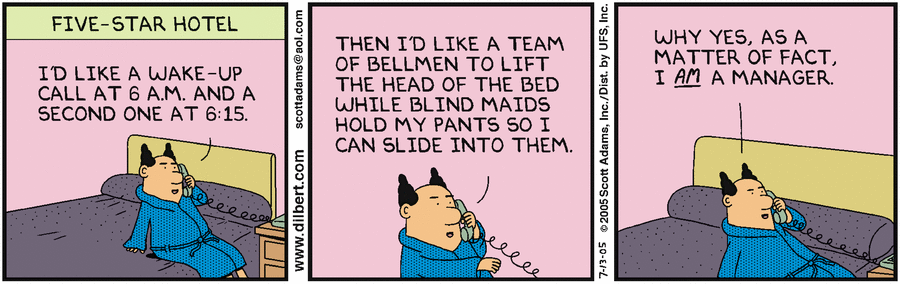 FIVE-STAR HOTEL
I'D LIKE A WAKE-UP
CALL AT 6 A.M. AND A
SECOND ONE AT 6:15.
www.dilbert.com
scottadams@aol.com
THEN I'D LIKE A TEAM
OF BELLMEN TO LIFT
THE HEAD OF THE BED
WHILE BLIND MAIDS
HOLD MY PANTS SO I
CAN SLIDE INTO THEM.
7-13-05 © 2005 Scott Adams, Inc./Dist. by UFS, Inc.
WHY YES, AS A
MATTER OF FACT,
I AM A MANAGER.